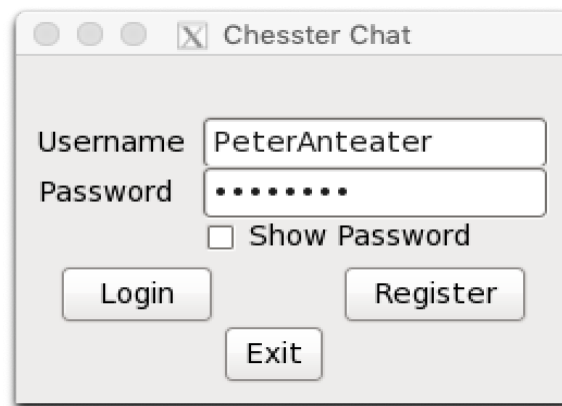 Chesster Chat
Username PeterAnteater
Password ••••••••
Show Password
Login Register
Exit